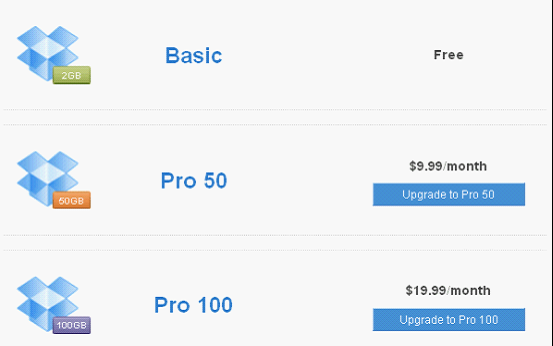 Basic
Free
2GB
Pro 50
$9.99/month
50GB
Upgrade to Pro 50
Pro 100
$19.99/month
100GB
Upgrade to Pro 100